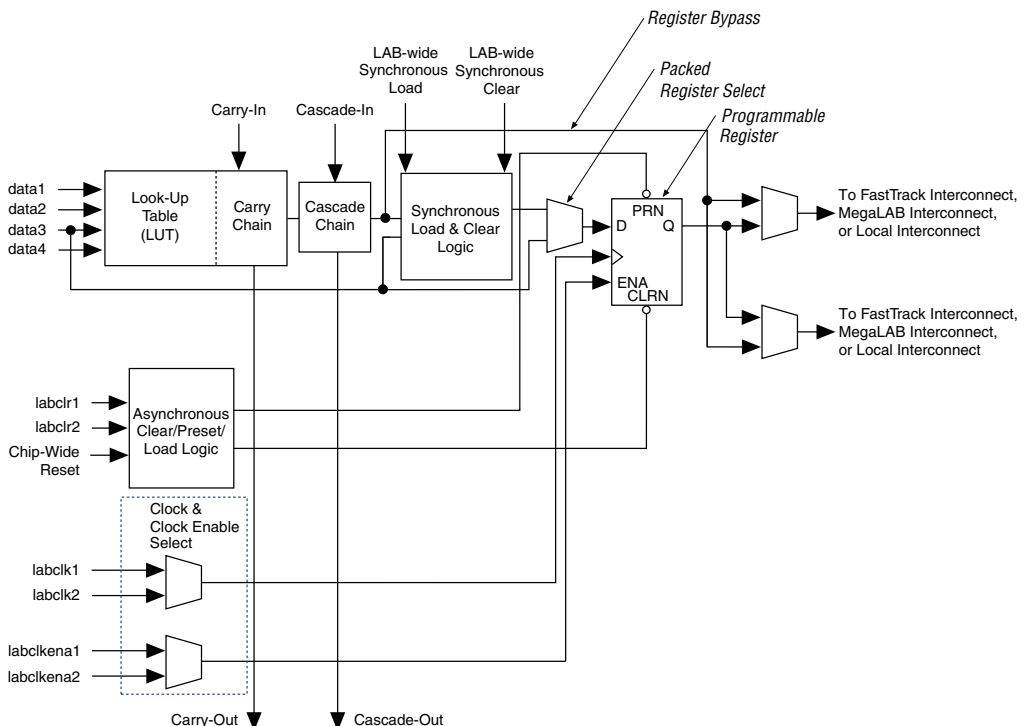 Register Bypass
LAB-wide
Synchronous
Load
LAB-wide
Synchronous
Clear
Packed
Register Select
Carry-In
Cascade-In
Programmable
Register
data1
data2
data3
data4
Look-Up
Table
(LUT)
Carry
Chain
Cascade
Chain
Synchronous
Load & Clear
Logic
PRN
D
Q
ENA
CLRN
To FastTrack Interconnect,
MegaLAB Interconnect,
or Local Interconnect
To FastTrack Interconnect,
MegaLAB Interconnect,
or Local Interconnect
labclr1
labclr2
Chip-Wide
Reset
Asynchronous
Clear/Preset/
Load Logic
Clock &
Clock Enable
Select
labclk1
labclk2
labclkena1
labclkena2
Carry-Out
Cascade-Out